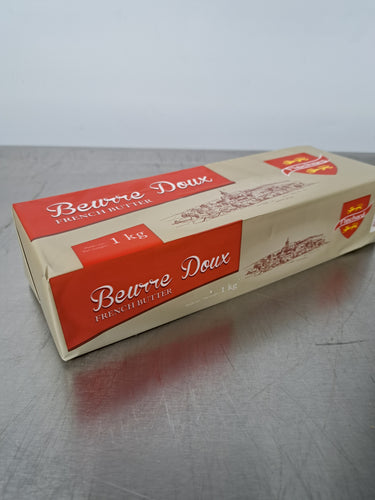 Beurre Doux
FRENCH BUTTER
1 kg
Beurre Doux
FRENCH BUTTER
1 kg